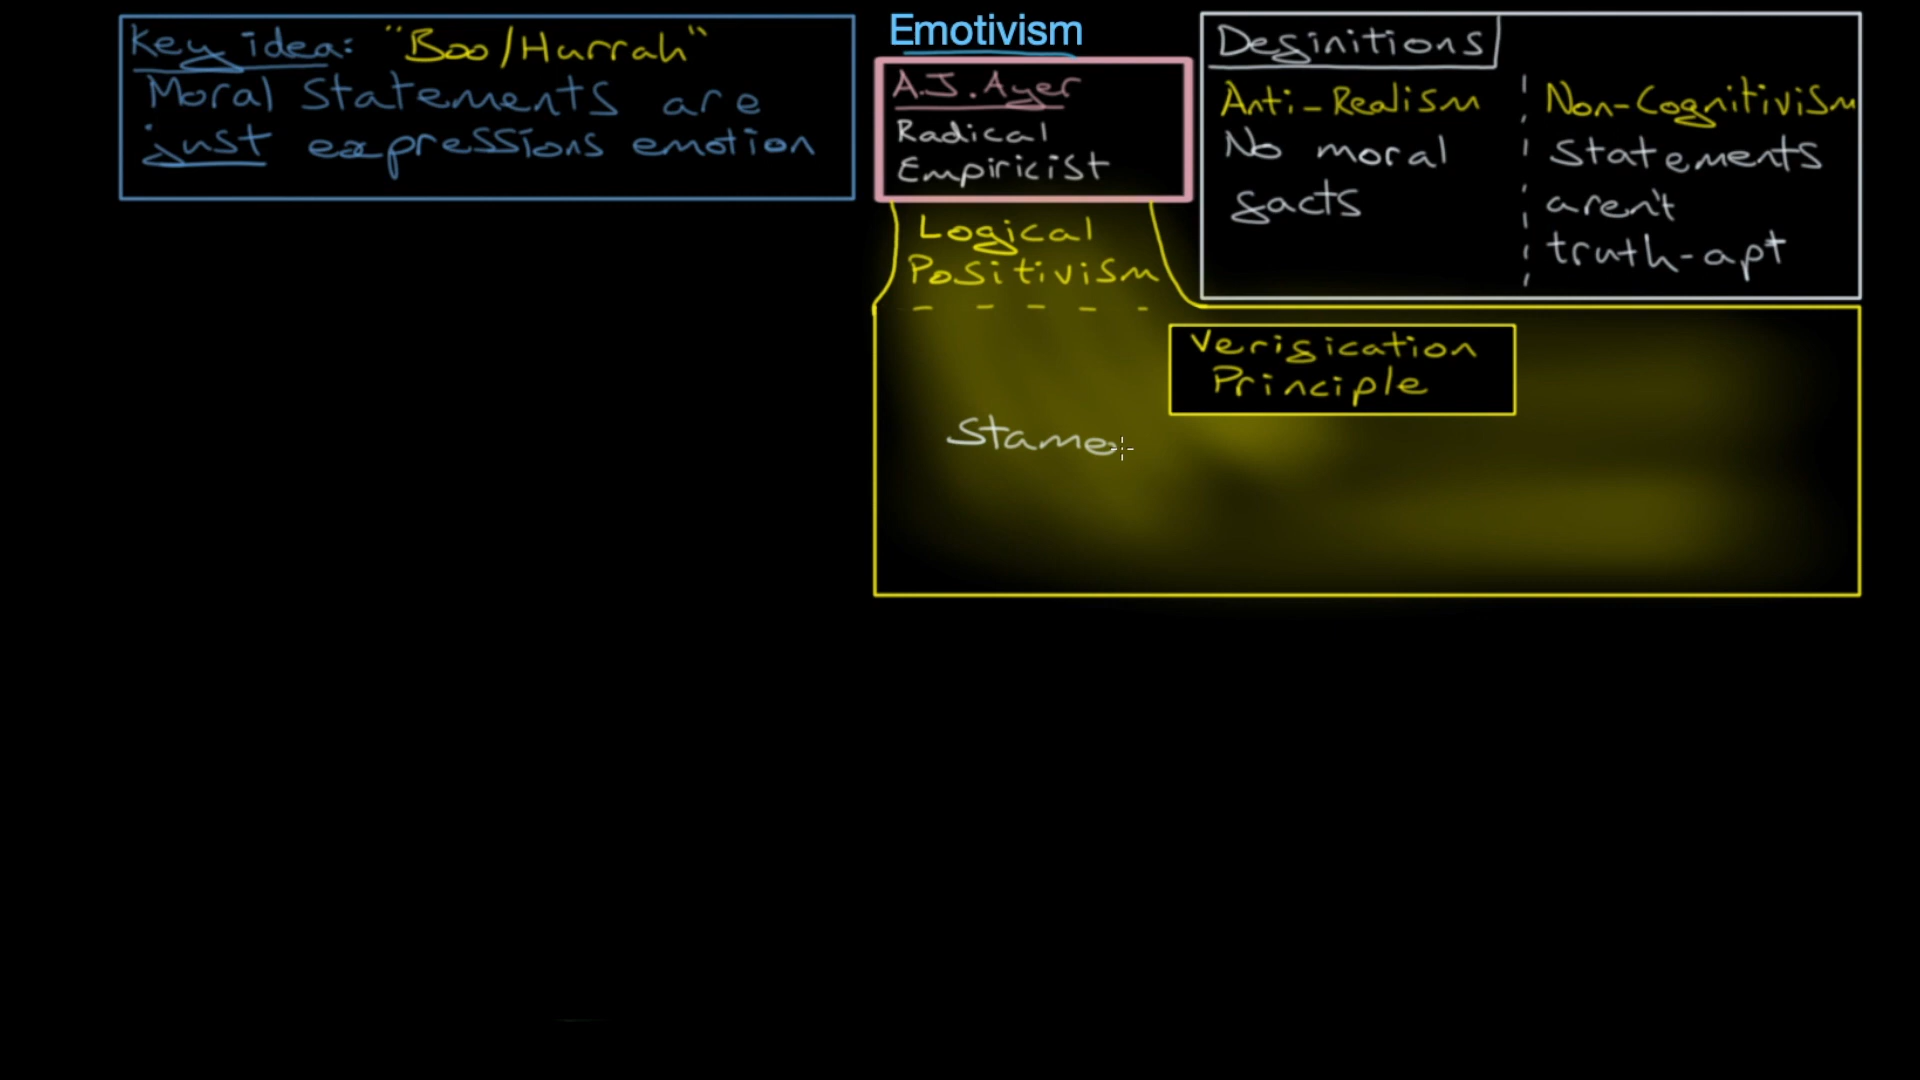 Emotivism
Key idea: "Boo/Hurrah"
Moral Statements are
just expressions emotion
A.J. Ayer
Radical
Empiricist
Logical
Positivism
Definitions
Anti-Realism
No moral
facts
Non-Cognitivism
Statements
aren't
truth-apt
Verification
Principle
Stame